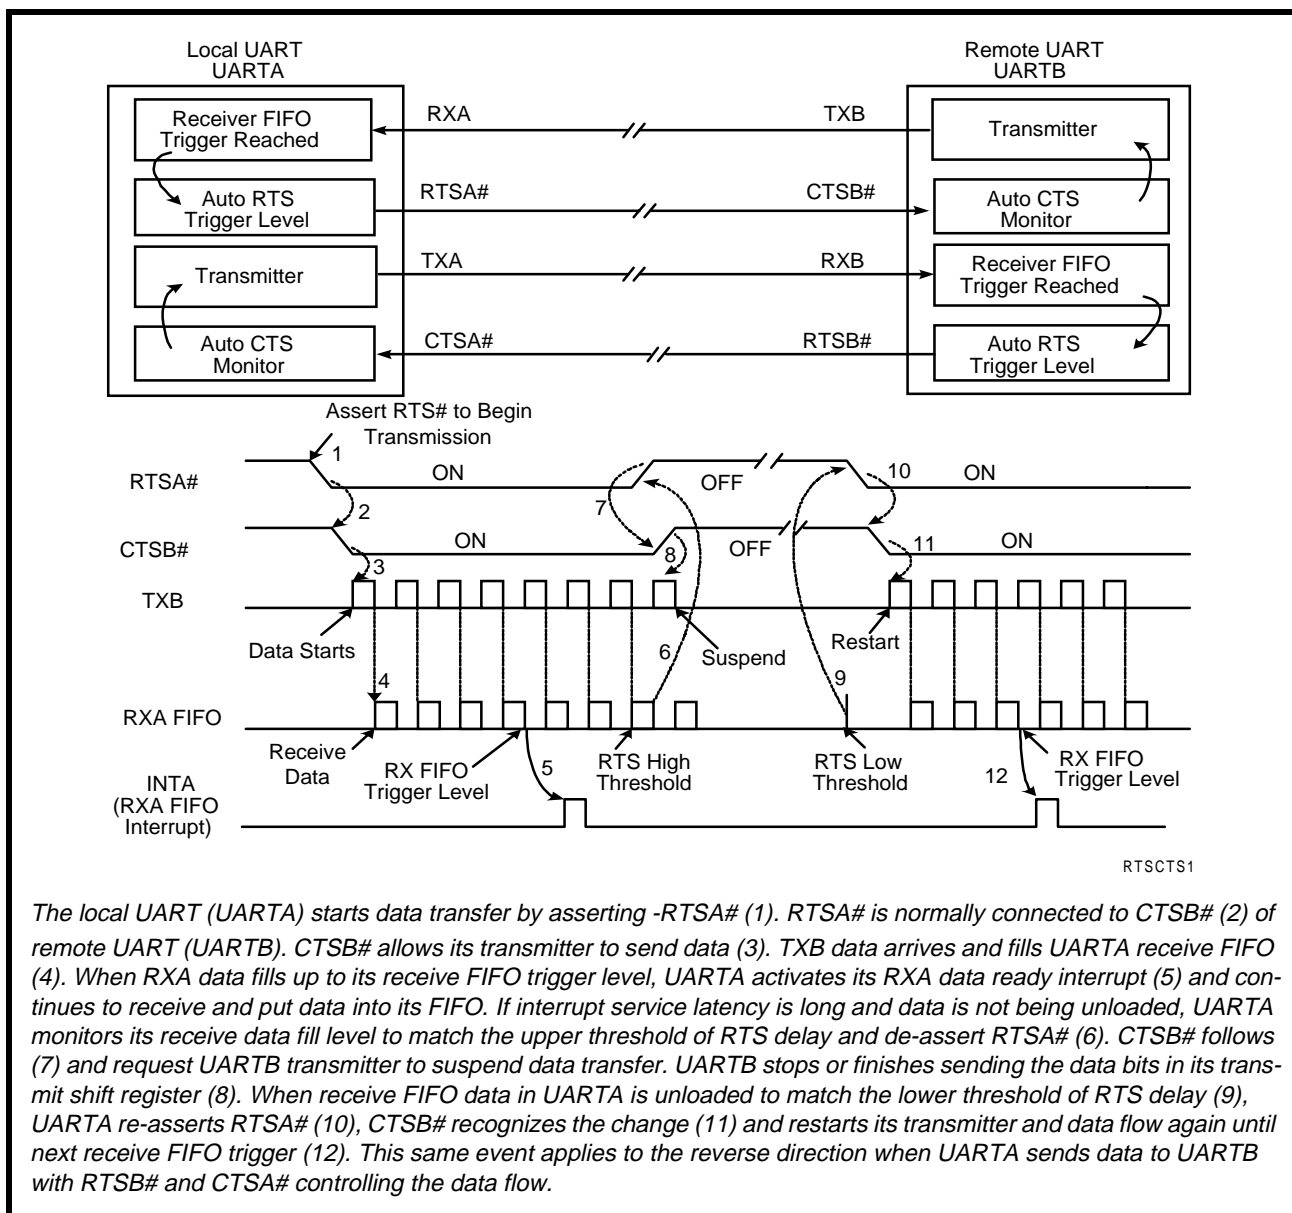 Local UART
UARTA
Remote UART
UARTB
Receiver FIFO
Trigger Reached
RXA
TXB
Transmitter
Auto RTS
Trigger Level
RTSA#
CTSB#
Auto CTS
Monitor
Transmitter
TXA
RXB
Receiver FIFO
Trigger Reached
Auto CTS
Monitor
CTSA#
RTSB#
Auto RTS
Trigger Level
Assert RTS# to Begin
Transmission
1
RTSA#
ON
7
OFF
10
ON
2
CTSB#
ON
8
OFF
11
ON
3
TXB
Data Starts
6
Suspend
Restart
4
9
RXA FIFO
Receive
Data
RX FIFO
Trigger Level
5
RTS High
Threshold
RTS Low
Threshold
12
RX FIFO
Trigger Level
INTA
(RXA FIFO
Interrupt)
RTSCTS1
The local UART (UARTA) starts data transfer by asserting -RTSA# (1). RTSA# is normally connected to CTSB# (2) of
remote UART (UARTB). CTSB# allows its transmitter to send data (3). TXB data arrives and fills UARTA receive FIFO
(4). When RXA data fills up to its receive FIFO trigger level, UARTA activates its RXA data ready interrupt (5) and con-
tinues to receive and put data into its FIFO. If interrupt service latency is long and data is not being unloaded, UARTA
monitors its receive data fill level to match the upper threshold of RTS delay and de-assert RTSA# (6). CTSB# follows
(7) and request UARTB transmitter to suspend data transfer. UARTB stops or finishes sending the data bits in its trans-
mit shift register (8). When receive FIFO data in UARTA is unloaded to match the lower threshold of RTS delay (9),
UARTA re-asserts RTSA# (10), CTSB# recognizes the change (11) and restarts its transmitter and data flow again until
next receive FIFO trigger (12). This same event applies to the reverse direction when UARTA sends data to UARTB
with RTSB# and CTSA# controlling the data flow.